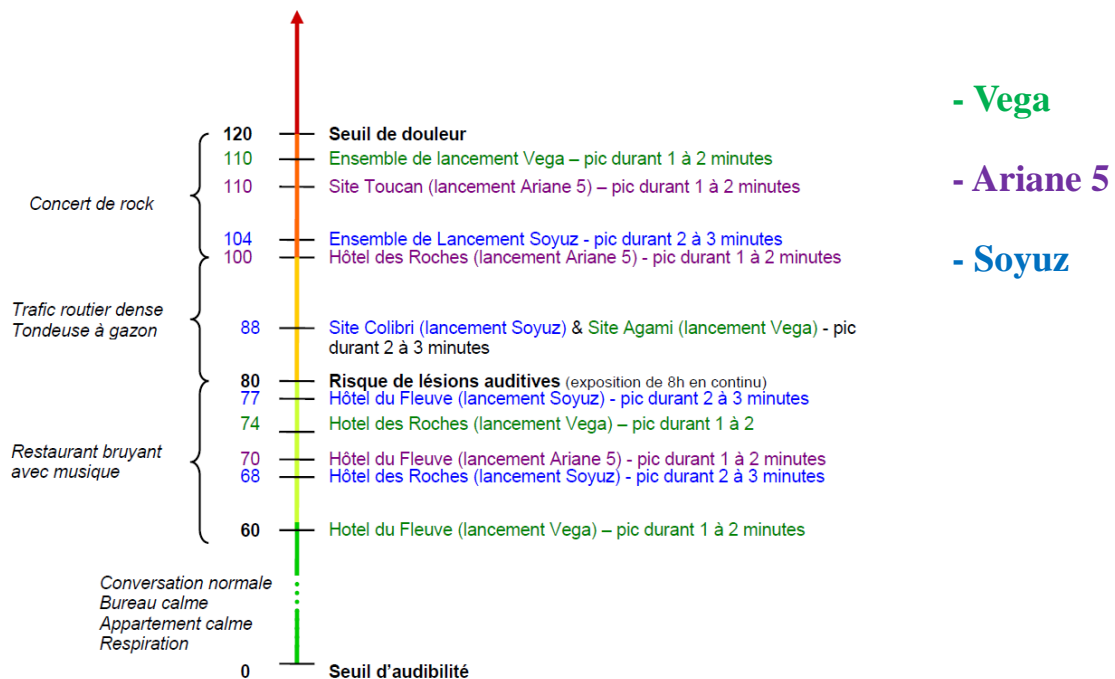 - Vega
120 Seuil de douleur
110 Ensemble de lancement Vega – pic durant 1 à 2 minutes
110 Site Toucan (lancement Ariane 5) – pic durant 1 à 2 minutes
- Ariane 5
Concert de rock
104 Ensemble de Lancement Soyuz - pic durant 2 à 3 minutes
100 Hôtel des Roches (lancement Ariane 5) - pic durant 1 à 2 minutes
- Soyuz
Trafic routier dense
Tondeuse à gazon
88 Site Colibri (lancement Soyuz) & Site Agami (lancement Vega) - pic
durant 2 à 3 minutes
80 Risque de lésions auditives (exposition de 8h en continu)
77 Hôtel du Fleuve (lancement Soyuz) - pic durant 2 à 3 minutes
74 Hotel des Roches (lancement Vega) – pic durant 1 à 2
Restaurant bruyant
avec musique
70 Hôtel du Fleuve (lancement Ariane 5) - pic durant 1 à 2 minutes
68 Hôtel des Roches (lancement Soyuz) - pic durant 2 à 3 minutes
60 Hotel du Fleuve (lancement Vega) – pic durant 1 à 2 minutes
Conversation normale
Bureau calme
Appartement calme
Respiration
0 Seuil d'audibilité